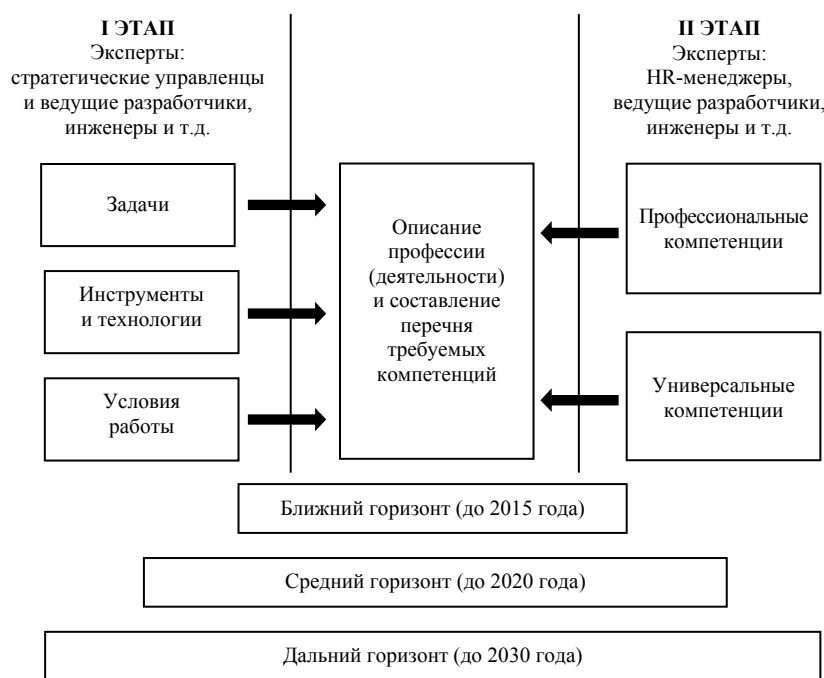 I ЭТАП
Эксперты:
стратегические управленцы
и ведущие разработчики,
инженеры и т.д.
II ЭТАП
Эксперты:
HR-менеджеры,
ведущие разработчики,
инженеры и т.д.
Задачи
Инструменты
и технологии
Условия
работы
Описание
профессии
(деятельности)
и составление
перечня
требуемых
компетенций
Профессиональные
компетенции
Универсальные
компетенции
Ближний горизонт (до 2015 года)
Средний горизонт (до 2020 года)
Дальний горизонт (до 2030 года)